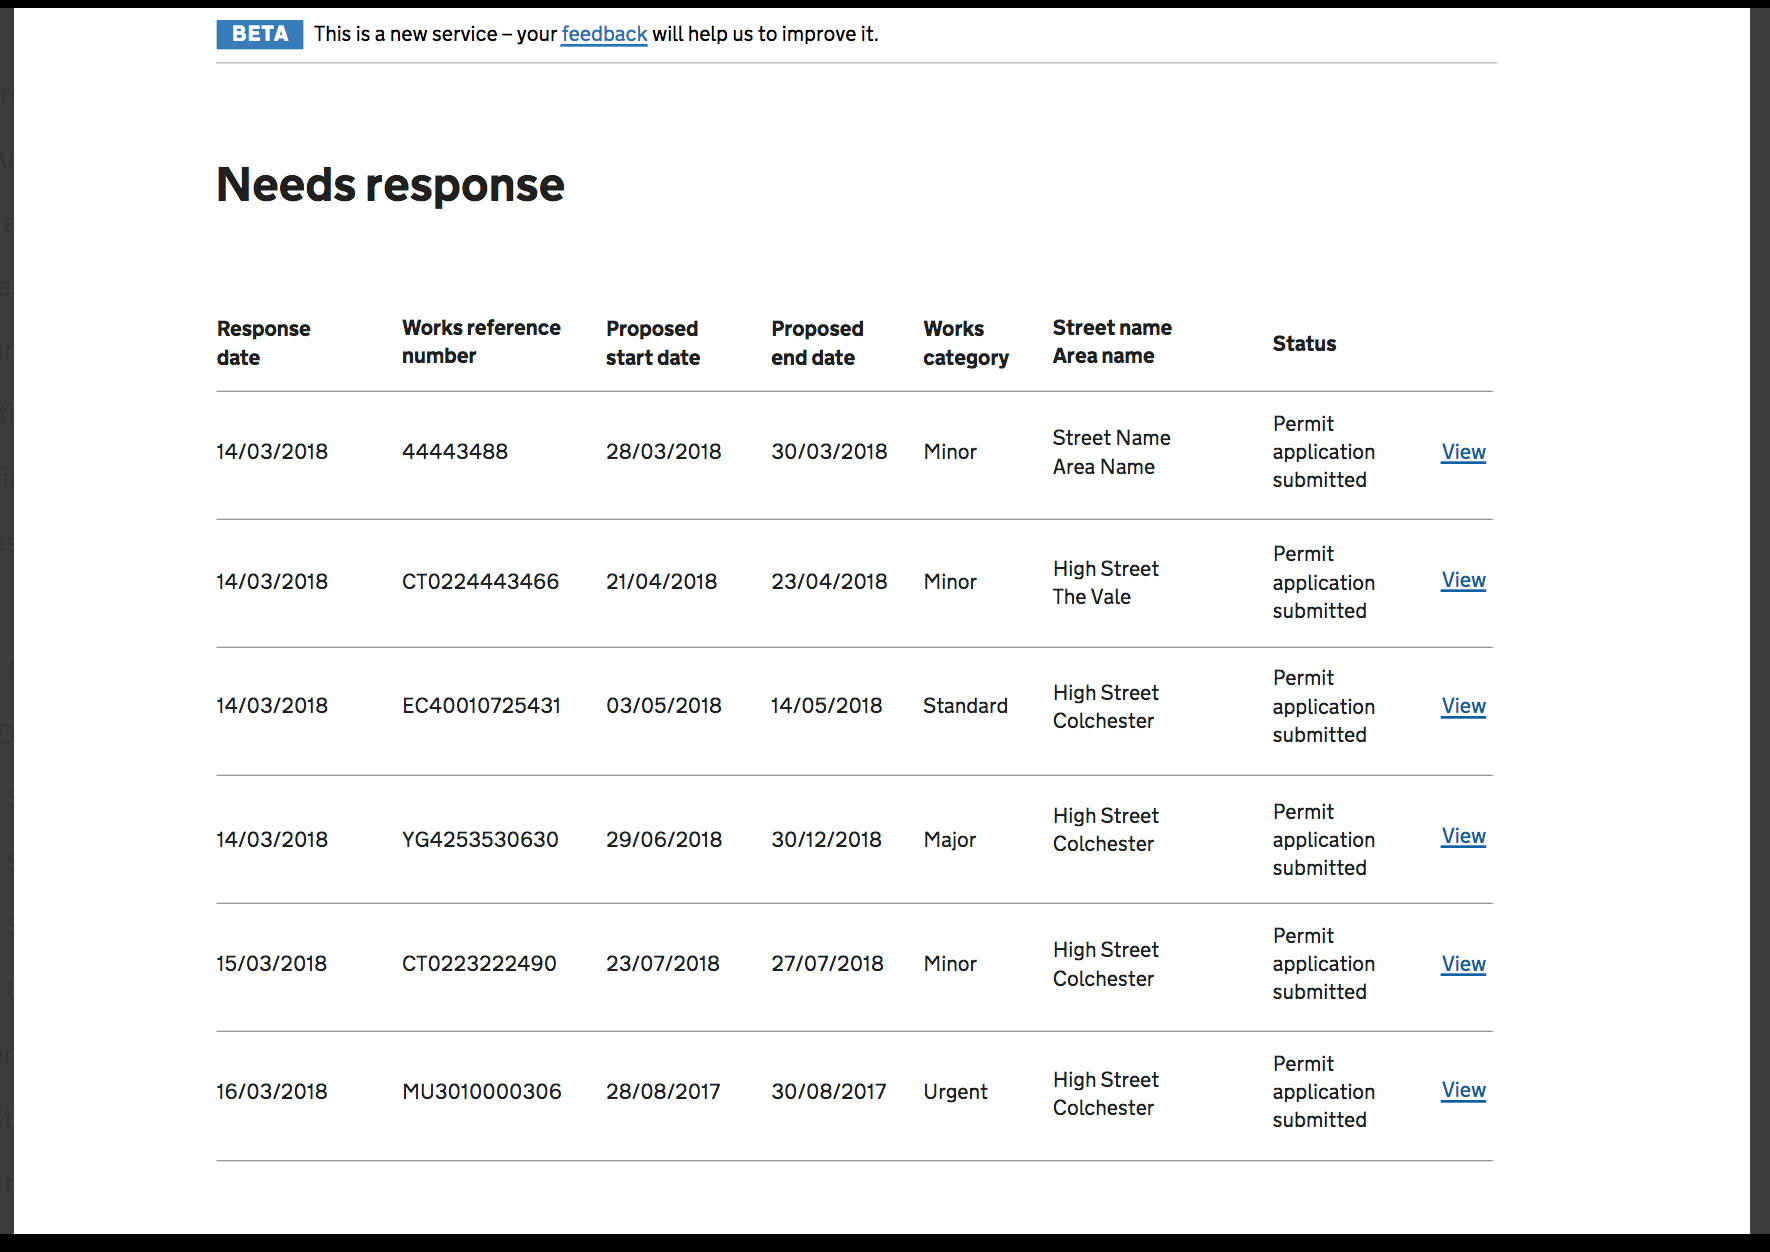 BETA This is a new service – your feedback will help us to improve it.
Needs response
Response date Works reference number Proposed start date Proposed end date Works category Street name Area name Status
14/03/2018 44443488 28/03/2018 30/03/2018 Minor Street Name Area Name Permit application submitted View
14/03/2018 CT0224443466 21/04/2018 23/04/2018 Minor High Street The Vale Permit application submitted View
14/03/2018 EC40010725431 03/05/2018 14/05/2018 Standard High Street Colchester Permit application submitted View
14/03/2018 YG4253530630 29/06/2018 30/12/2018 Major High Street Colchester Permit application submitted View
15/03/2018 CT0223222490 23/07/2018 27/07/2018 Minor High Street Colchester Permit application submitted View
16/03/2018 MU3010000306 28/08/2017 30/08/2017 Urgent High Street Colchester Permit application submitted View